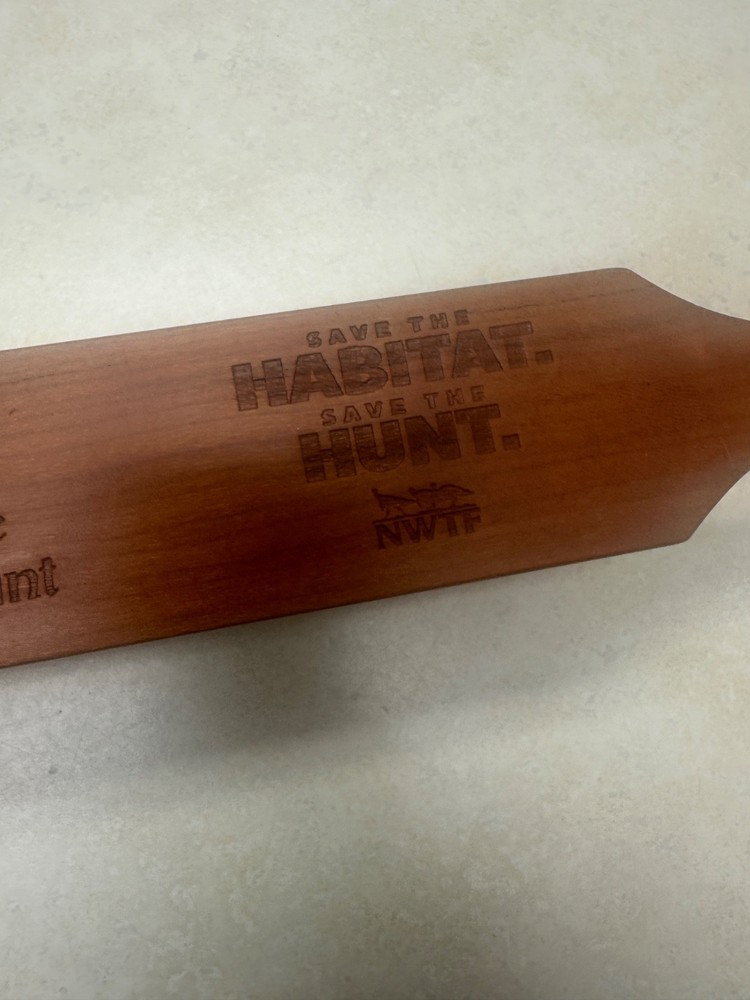 SAVE THE
HABITAT.
SAVE THE
HUNT.
NWTF